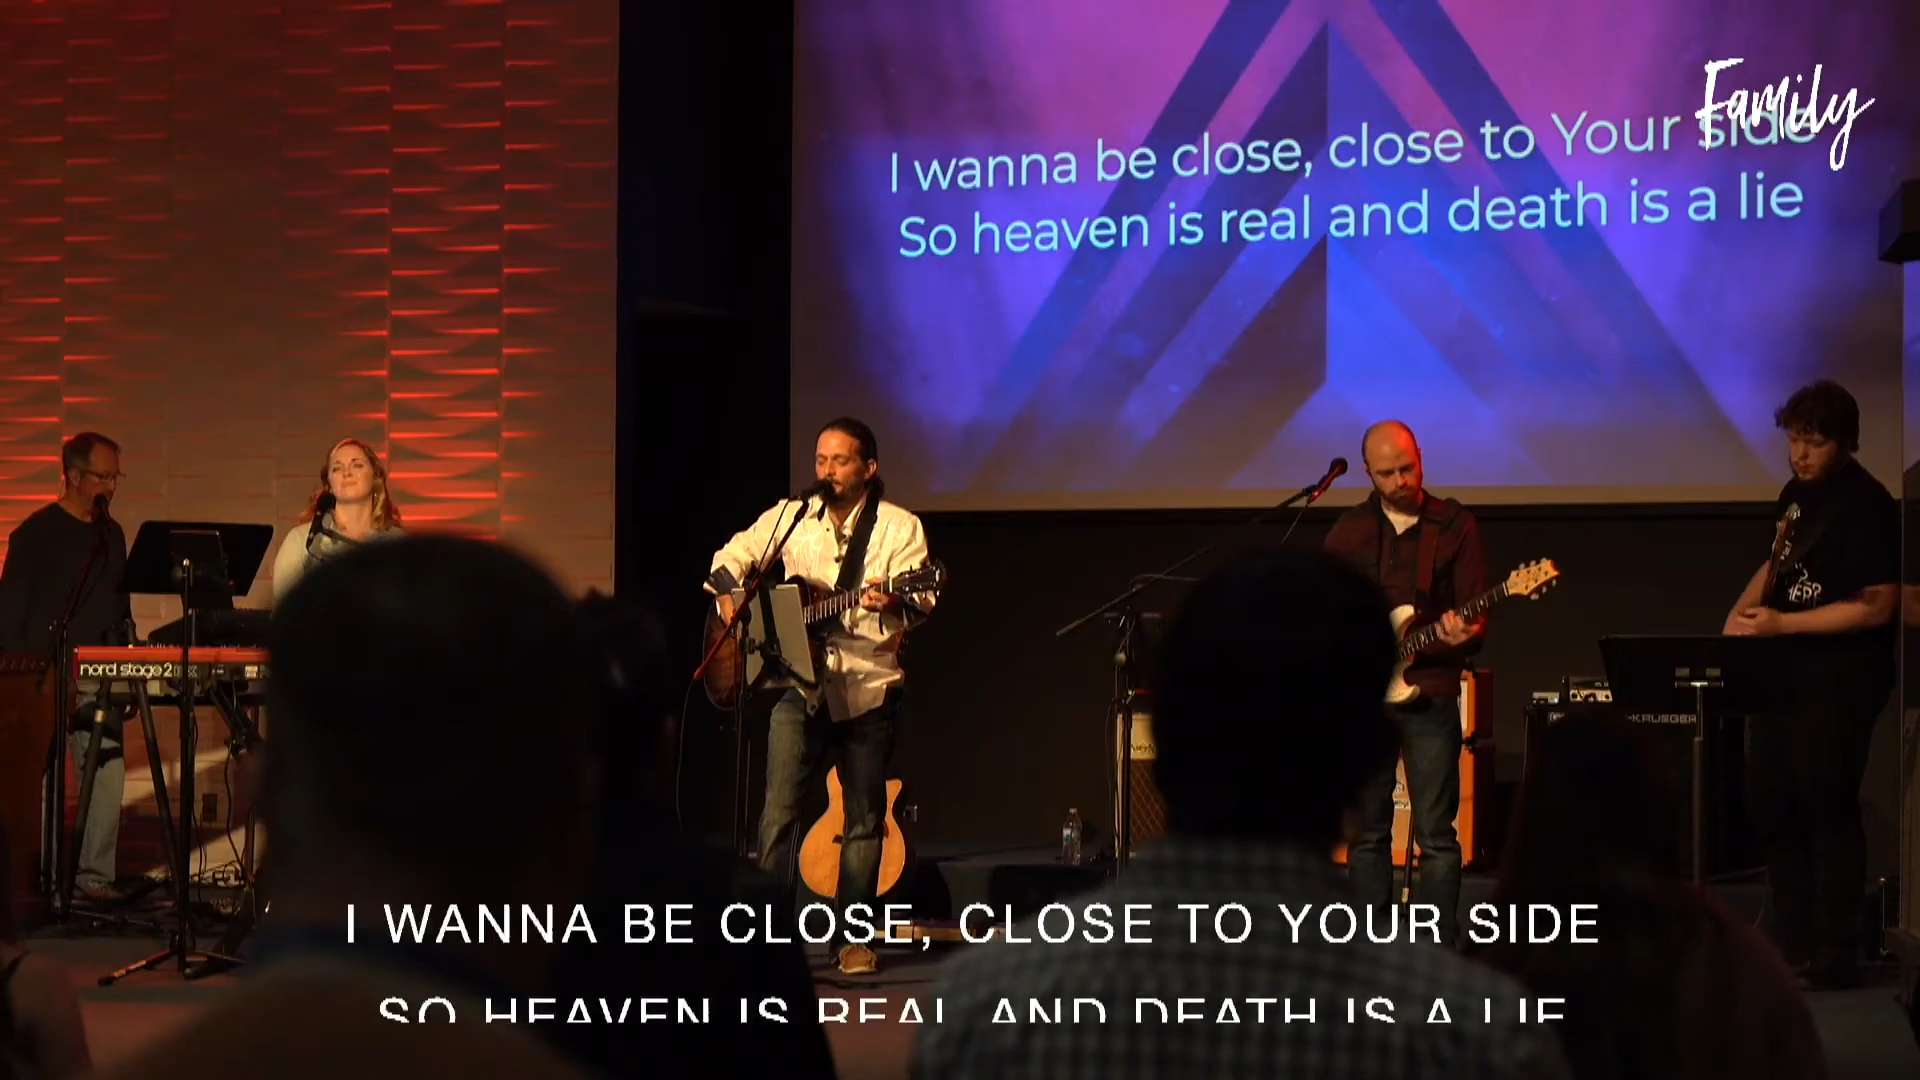 Family
I wanna be close, close to Your side
So heaven is real and death is a lie
nord stage 2
-KRUEGER
I WANNA BE CLOSE, CLOSE TO YOUR SIDE
SO HEAVEN IS REAL AND DEATH IS A LIE